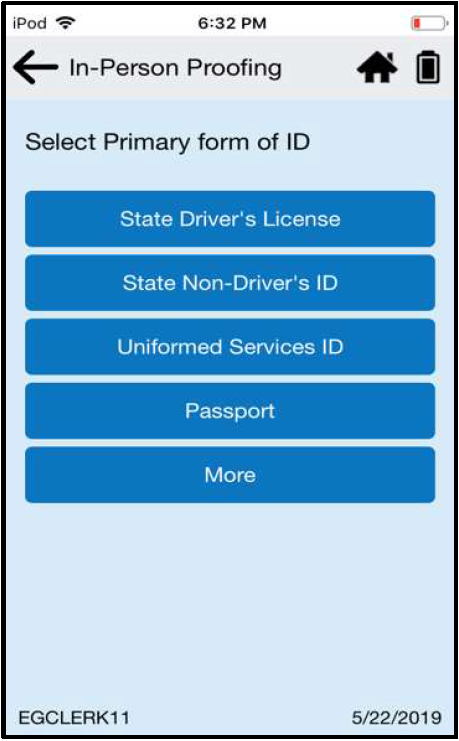 iPod 6:32 PM
In-Person Proofing
Select Primary form of ID
State Driver's License
State Non-Driver's ID
Uniformed Services ID
Passport
More
EGCLERK11 5/22/2019